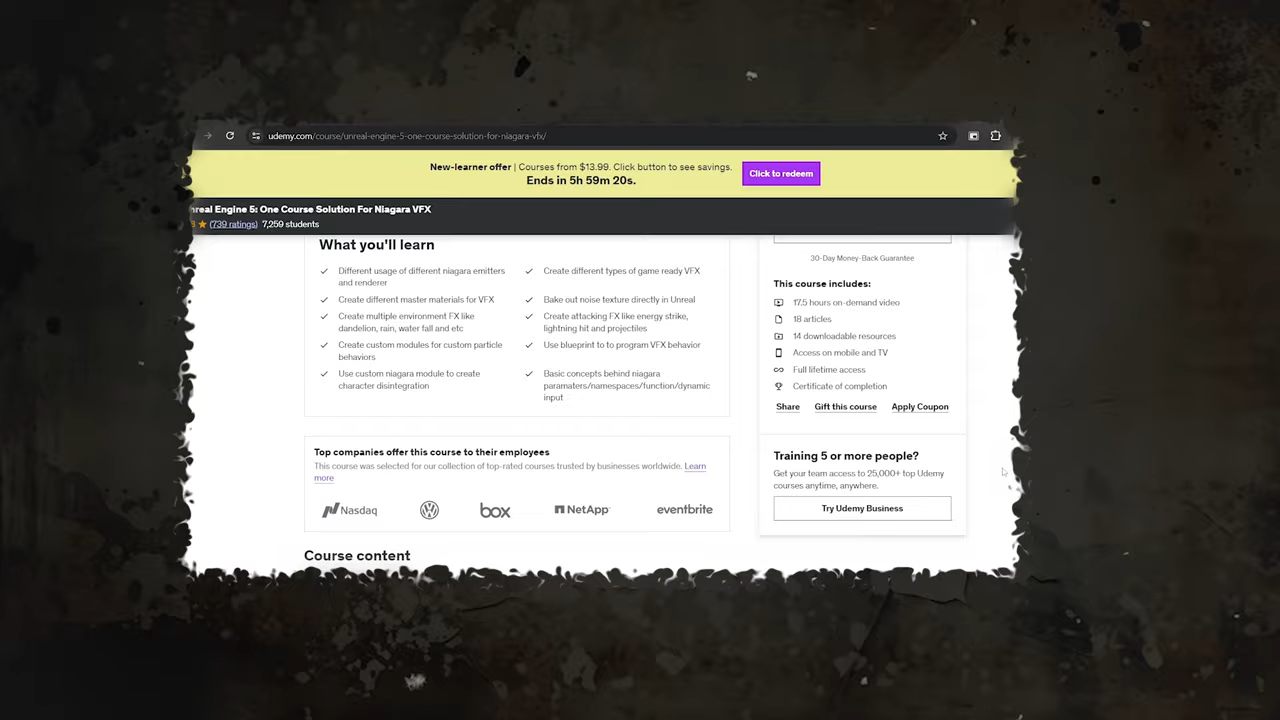 udemy.com/course/unreal-engine-5-one-course-solution-for-niagara-vfx/
New-learner offer | Courses from $13.99. Click button to see savings.
Ends in 5h 59m 20s.
Click to redeem
nreal Engine 5: One Course Solution For Niagara VFX
(739 ratings) 7,259 students
What you'll learn
Different usage of different niagara emitters
and renderer
Create different master materials for VFX
Create multiple environment FX like
dandelion, rain, water fall and etc
Create custom modules for custom particle
behaviors
Use custom niagara module to create
character disintegration
Create different types of game ready VFX
Bake out noise texture directly in Unreal
Create attacking FX like energy strike,
lightning hit and projectiles
Use blueprint to to program VFX behavior
Basic concepts behind niagara
paramaters/namespaces/function/dynamic
input
30-Day Money-Back Guarantee
This course includes:
17.5 hours on-demand video
18 articles
14 downloadable resources
Access on mobile and TV
Full lifetime access
Certificate of completion
Share Gift this course Apply Coupon
Top companies offer this course to their employees
This course was selected for our collection of top-rated courses trusted by businesses worldwide. Learn
more
Nasdaq
box
NetApp
eventbrite
Training 5 or more people?
Get your team access to 25,000+ top Udemy
courses anytime, anywhere.
Try Udemy Business
Course content